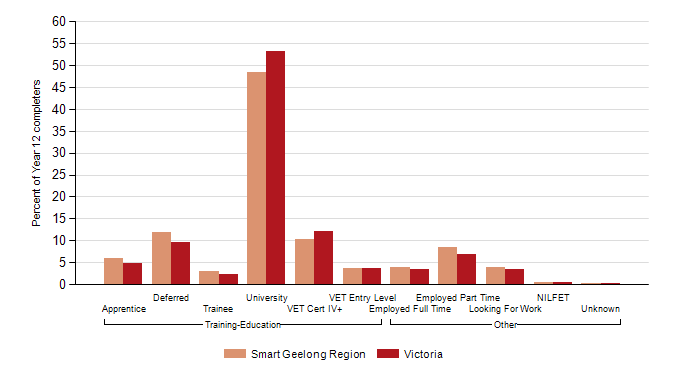 Percent of Year 12 completers
60
55
50
45
40
35
30
25
20
15
10
5
0
Deferred University VET Entry Level Employed Part Time NILFET
Apprentice Trainee VET Cert IV+ Employed Full Time Looking For Work Unknown
Training-Education Other
Smart Geelong Region Victoria